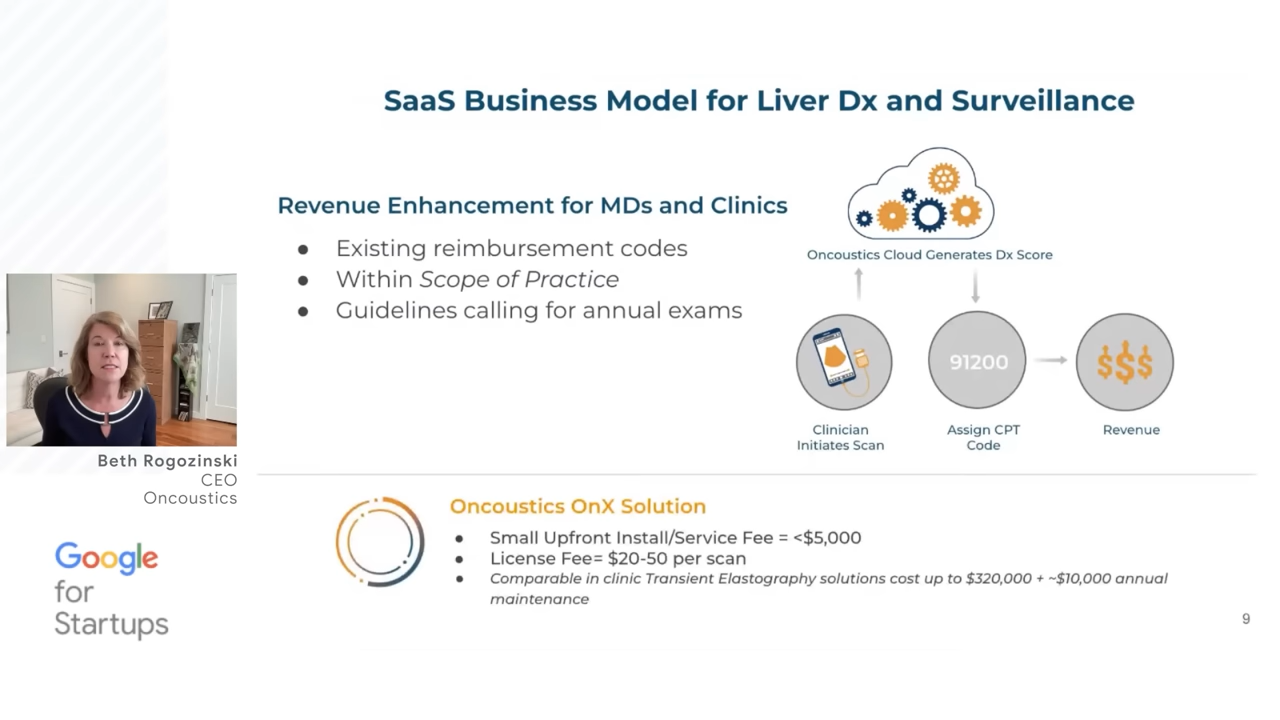 SaaS Business Model for Liver Dx and Surveillance
Revenue Enhancement for MDs and Clinics
● Existing reimbursement codes
● Within Scope of Practice
● Guidelines calling for annual exams
Oncoustics Cloud Generates Dx Score
91200
$$$
Clinician
Initiates Scan
Assign CPT
Code
Revenue
Beth Rogozinski
CEO
Oncoustics
Google
for
Startups
Oncoustics OnX Solution
● Small Upfront Install/Service Fee = <$5,000
● License Fee= $20-50 per scan
● Comparable in clinic Transient Elastography solutions cost up to $320,000 + ~$10,000 annual
maintenance
9